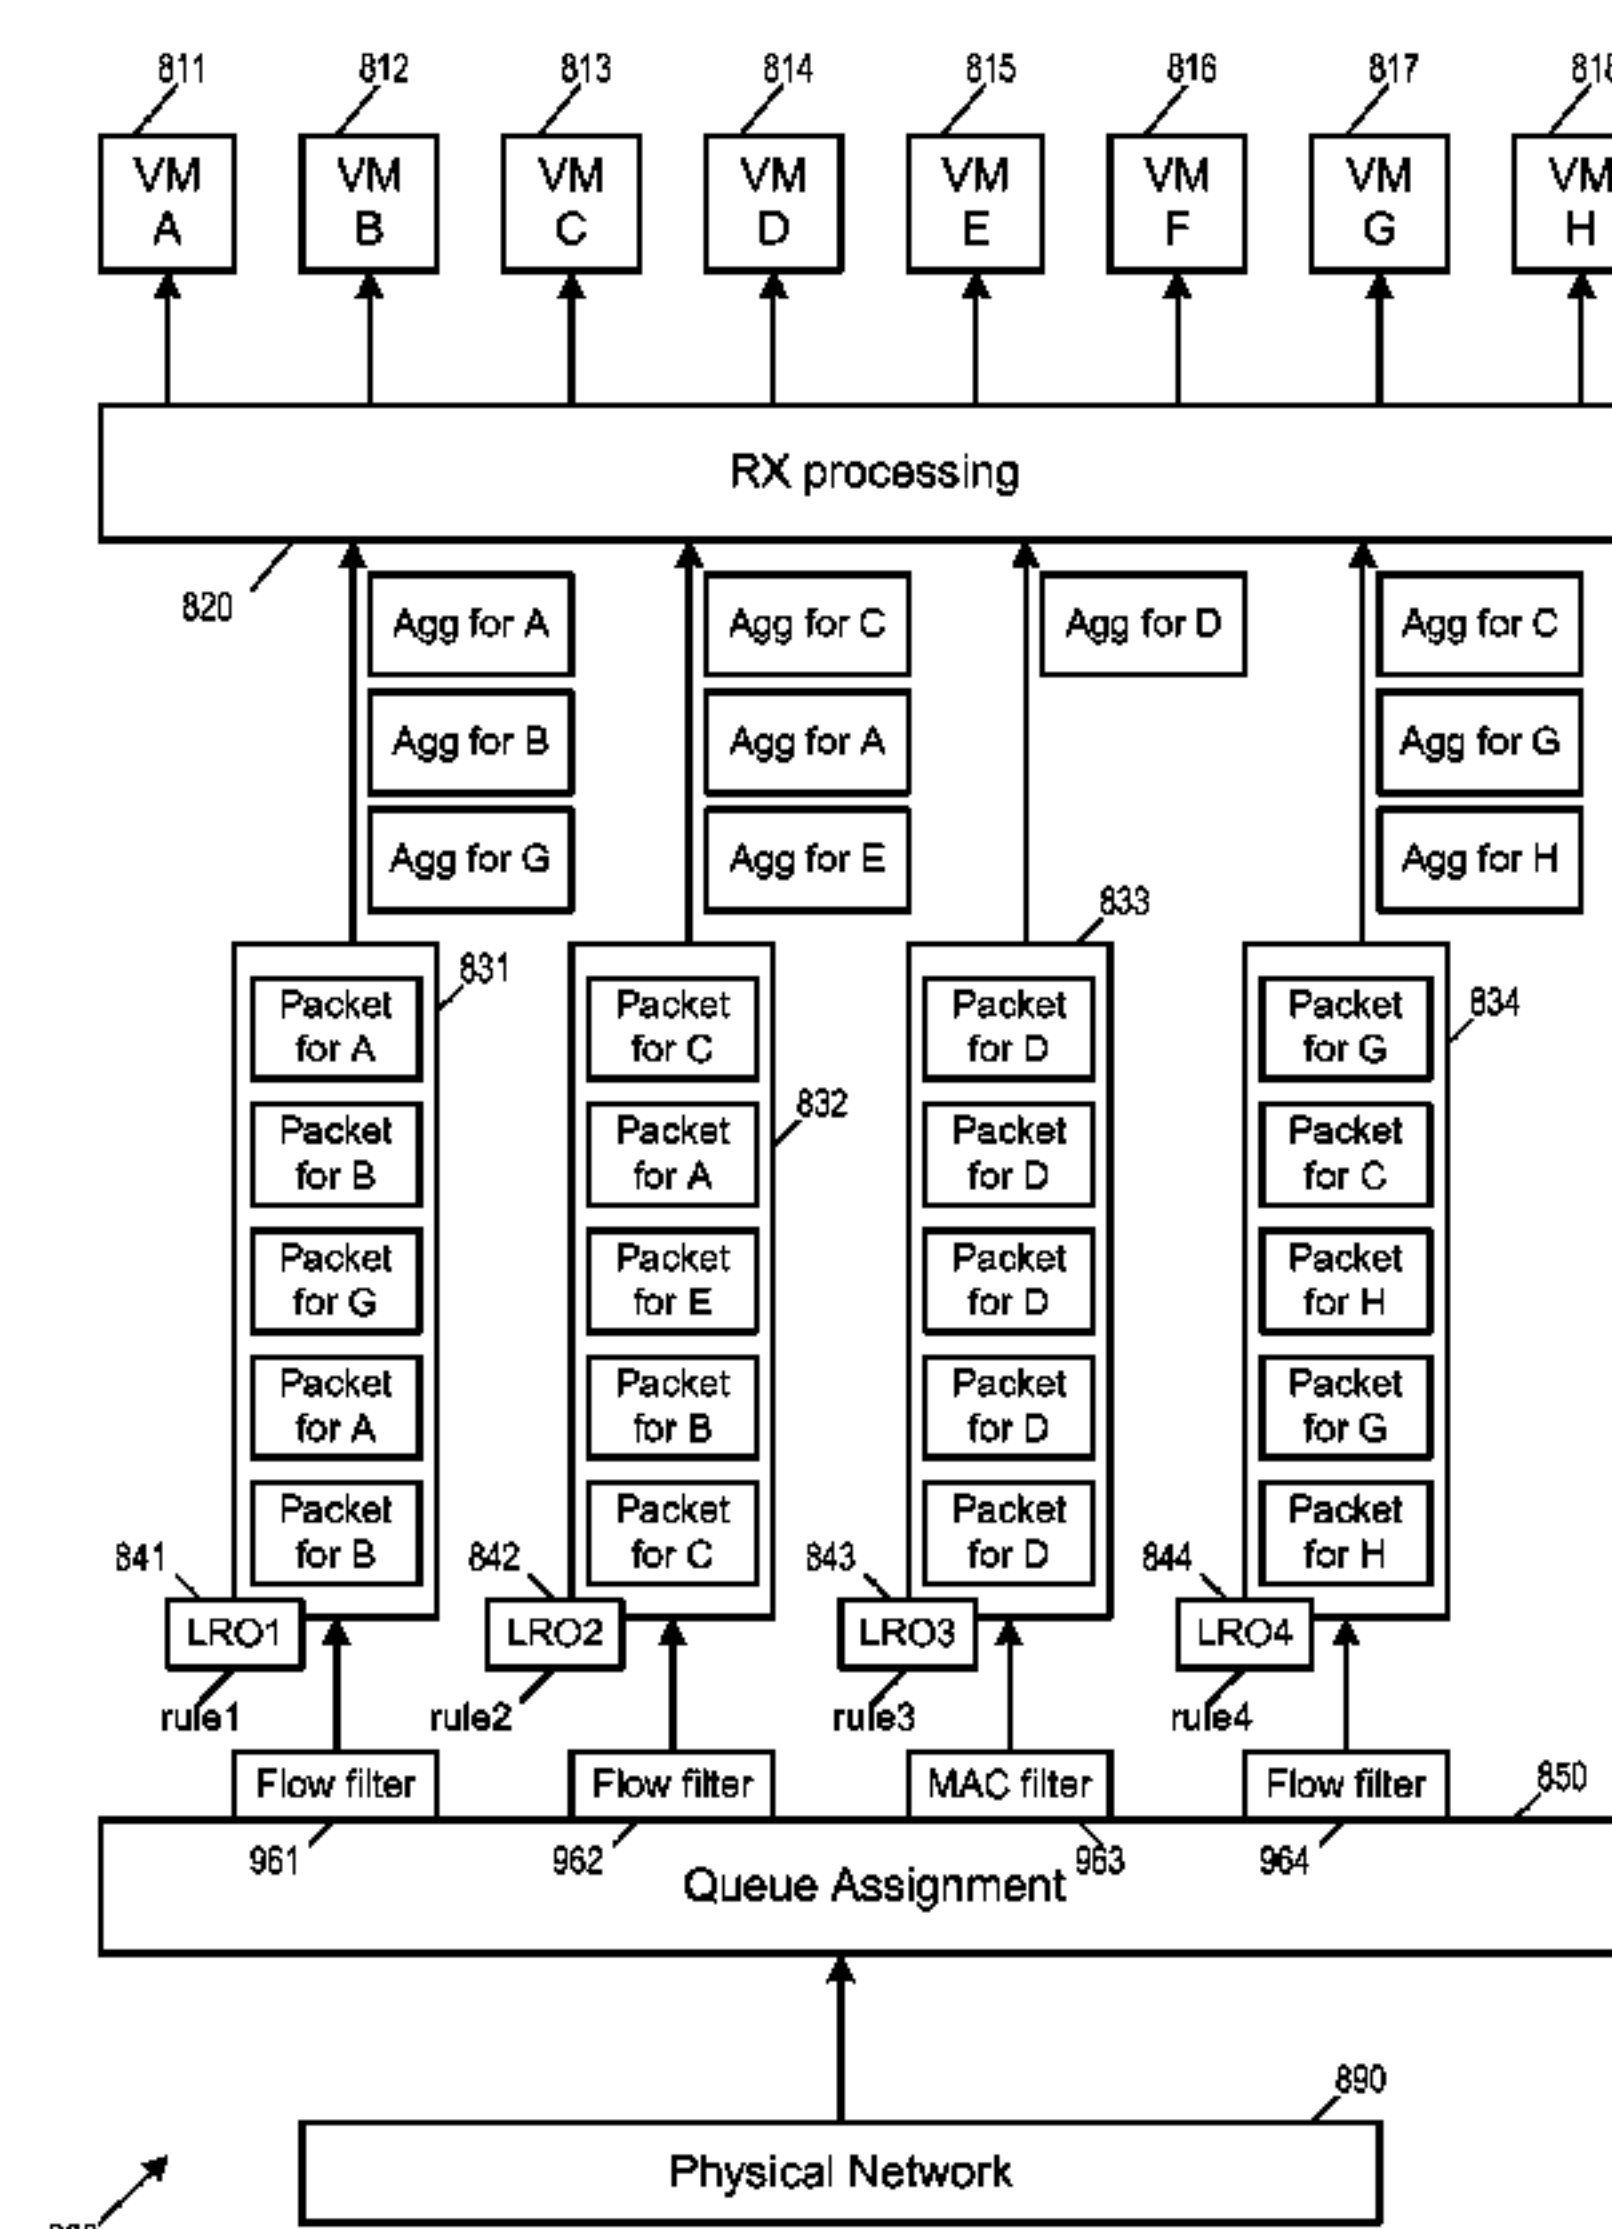 811 812 813 814 815 816 817 818
VM A
VM B
VM C
VM D
VM E
VM F
VM G
VM H
RX processing
820
Agg for A
Agg for C
Agg for D
Agg for C
Agg for B
Agg for A
Agg for G
Agg for G
Agg for E
Agg for H
831
832
833
834
Packet for A
Packet for C
Packet for D
Packet for G
Packet for B
Packet for A
Packet for D
Packet for C
Packet for G
Packet for E
Packet for D
Packet for H
Packet for A
Packet for B
Packet for D
Packet for G
Packet for B
Packet for C
Packet for D
Packet for H
841 842 843 844
LRO1 LRO2 LRO3 LRO4
rule1 rule2 rule3 rule4
Flow filter
Flow filter
MAC filter
Flow filter
850
961 962 963 964
Queue Assignment
890
Physical Network